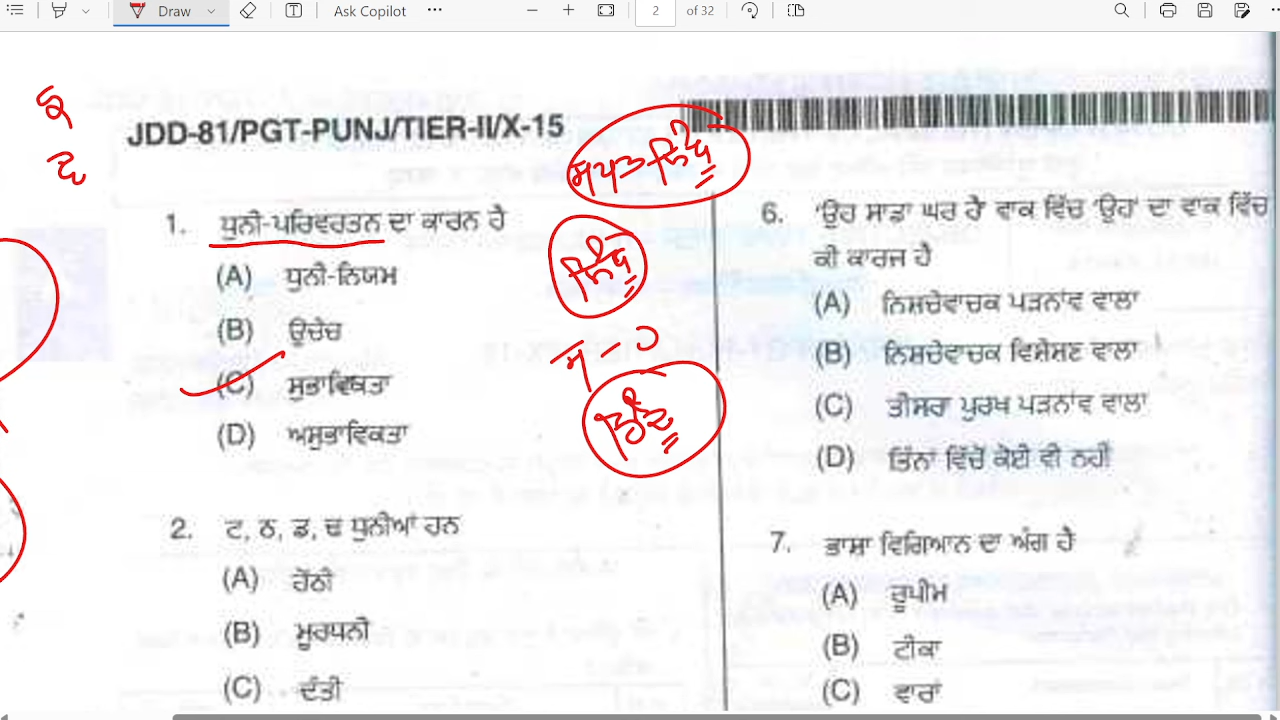 Draw
Ask Copilot
2 of 32
JDD-81/PGT-PUNJ/TIER-II/X-15
1. ਧੁਨੀ-ਪਰਿਵਰਤਨ ਦਾ ਕਾਰਨ ਹੈ
(A) ਧੁਨੀ-ਨਿਯਮ
(B) ਉਚੇਚ
(C) ਸੁਭਾਵਿਕਤਾ
(D) ਅਸੁਭਾਵਿਕਤਾ
2. ਟ, ਠ, ਡ, ਢ ਧੁਨੀਆਂ ਹਨ
(A) ਹੋਂਠੀ
(B) ਮੂਰਧਨੀ
(C) ਦੰਤੀ
ਸਪਤ ਸਿੰਧੂ
ਸਿੰਧੂ
ਸ - ਹ
ਹਿੰਦੂ
6. 'ਉਹ ਸਾਡਾ ਘਰ ਹੈ' ਵਾਕ ਵਿੱਚ 'ਉਹ' ਦਾ ਵਾਕ ਵਿੱਚ
ਕੀ ਕਾਰਜ ਹੈ
(A) ਨਿਸ਼ਚੇਵਾਚਕ ਪੜਨਾਂਵ ਵਾਲਾ
(B) ਨਿਸ਼ਚੇਵਾਚਕ ਵਿਸ਼ੇਸ਼ਣ ਵਾਲਾ
(C) ਤੀਸਰਾ ਪੁਰਖ ਪੜਨਾਂਵ ਵਾਲਾ
(D) ਤਿੰਨਾਂ ਵਿੱਚੋਂ ਕੋਈ ਵੀ ਨਹੀਂ
7. ਭਾਸ਼ਾ ਵਿਗਿਆਨ ਦਾ ਅੰਗ ਹੈ
(A) ਰੂਪੀਮ
(B) ਟੀਕਾ
(C) ਵਾਰਾਂ